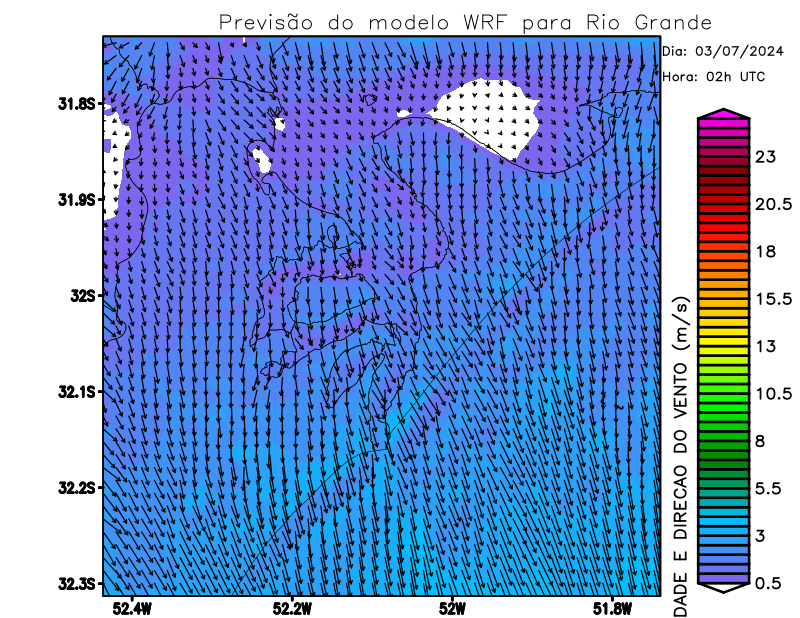 Previsão do modelo WRF para Rio Grande
Dia: 03/07/2024
Hora: 02h UTC
31.8S
31.9S
32S
32.1S
32.2S
32.3S
52.4W
52.2W
52W
51.8W
DADE E DIRECAO DO VENTO (m/s)
23
20.5
18
15.5
13
10.5
8
5.5
3
0.5